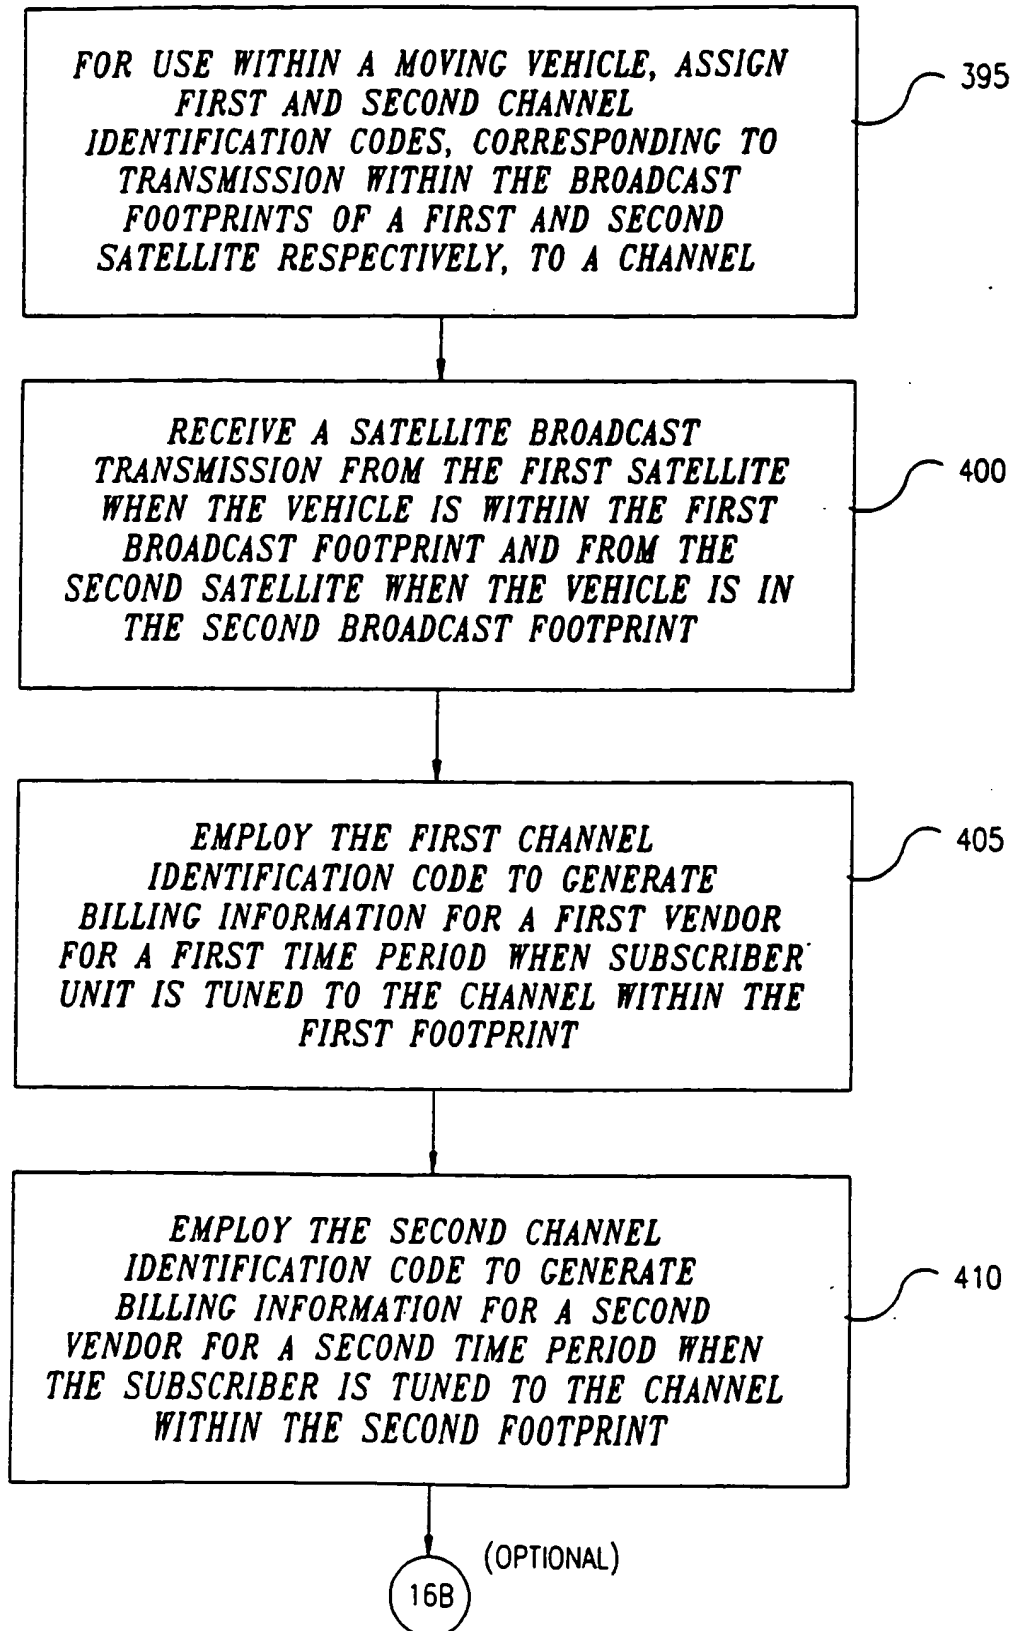 FOR USE WITHIN A MOVING VEHICLE, ASSIGN
FIRST AND SECOND CHANNEL
IDENTIFICATION CODES, CORRESPONDING TO
TRANSMISSION WITHIN THE BROADCAST
FOOTPRINTS OF A FIRST AND SECOND
SATELLITE RESPECTIVELY, TO A CHANNEL
395
RECEIVE A SATELLITE BROADCAST
TRANSMISSION FROM THE FIRST SATELLITE
WHEN THE VEHICLE IS WITHIN THE FIRST
BROADCAST FOOTPRINT AND FROM THE
SECOND SATELLITE WHEN THE VEHICLE IS IN
THE SECOND BROADCAST FOOTPRINT
400
EMPLOY THE FIRST CHANNEL
IDENTIFICATION CODE TO GENERATE
BILLING INFORMATION FOR A FIRST VENDOR
FOR A FIRST TIME PERIOD WHEN SUBSCRIBER
UNIT IS TUNED TO THE CHANNEL WITHIN THE
FIRST FOOTPRINT
405
EMPLOY THE SECOND CHANNEL
IDENTIFICATION CODE TO GENERATE
BILLING INFORMATION FOR A SECOND
VENDOR FOR A SECOND TIME PERIOD WHEN
THE SUBSCRIBER IS TUNED TO THE CHANNEL
WITHIN THE SECOND FOOTPRINT
410
(OPTIONAL)
16B